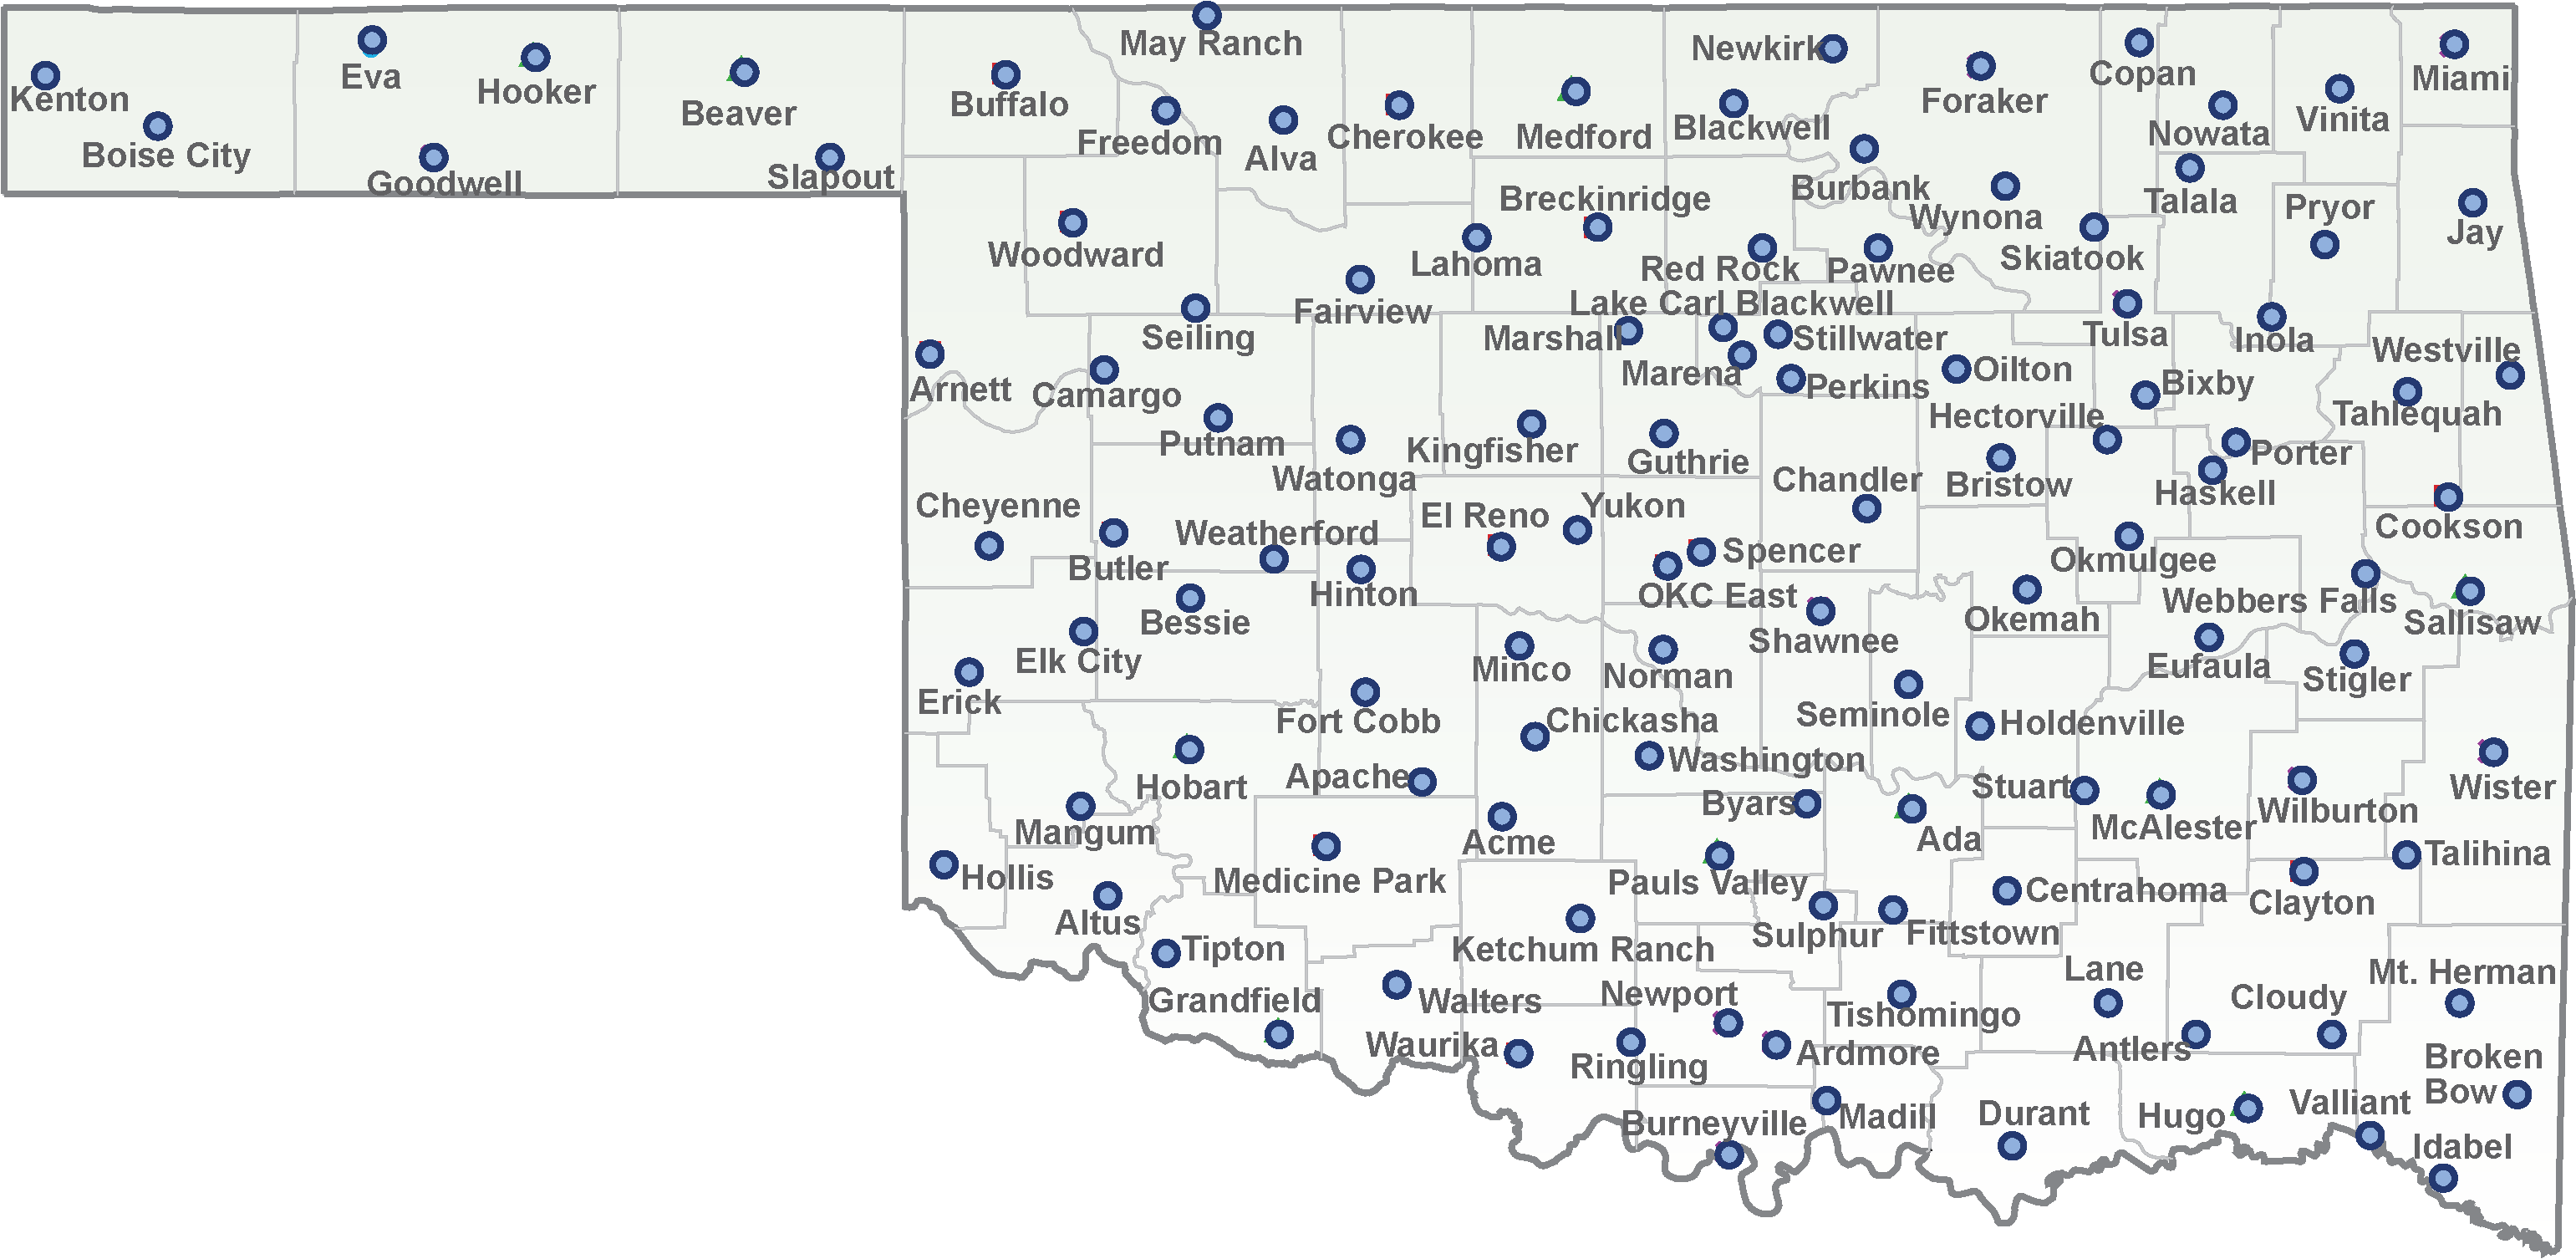 May Ranch
Newkirk
Kenton
Eva
Hooker
Beaver
Buffalo
Freedom
Alva
Cherokee
Medford
Blackwell
Foraker
Copan
Nowata
Vinita
Miami
Boise City
Goodwell
Slapout
Woodward
Breckinridge
Burbank
Wynona
Talala
Pryor
Jay
Lahoma
Red Rock
Pawnee
Skiatook
Seiling
Fairview
Lake Carl Blackwell
Marshall
Stillwater
Tulsa
Inola
Westville
Arnett
Camargo
Marena
Perkins
Oilton
Bixby
Tahlequah
Putnam
Watonga
Kingfisher
Guthrie
Hectorville
Porter
Chandler
Bristow
Haskell
Cheyenne
Weatherford
El Reno
Yukon
Spencer
Cookson
Butler
Hinton
OKC East
Okmulgee
Bessie
Shawnee
Okemah
Webbers Falls
Sallisaw
Elk City
Minco
Norman
Eufaula
Stigler
Erick
Fort Cobb
Chickasha
Seminole
Holdenville
Hobart
Apache
Washington
Stuart
Wister
Mangum
Acme
Byars
Ada
McAlester
Wilburton
Hollis
Medicine Park
Pauls Valley
Centrahoma
Talihina
Clayton
Altus
Tipton
Ketchum Ranch
Sulphur
Fittstown
Grandfield
Walters
Newport
Tishomingo
Lane
Cloudy
Mt. Herman
Waurika
Ringling
Ardmore
Antlers
Broken
Bow
Burneyville
Madill
Durant
Hugo
Valliant
Idabel